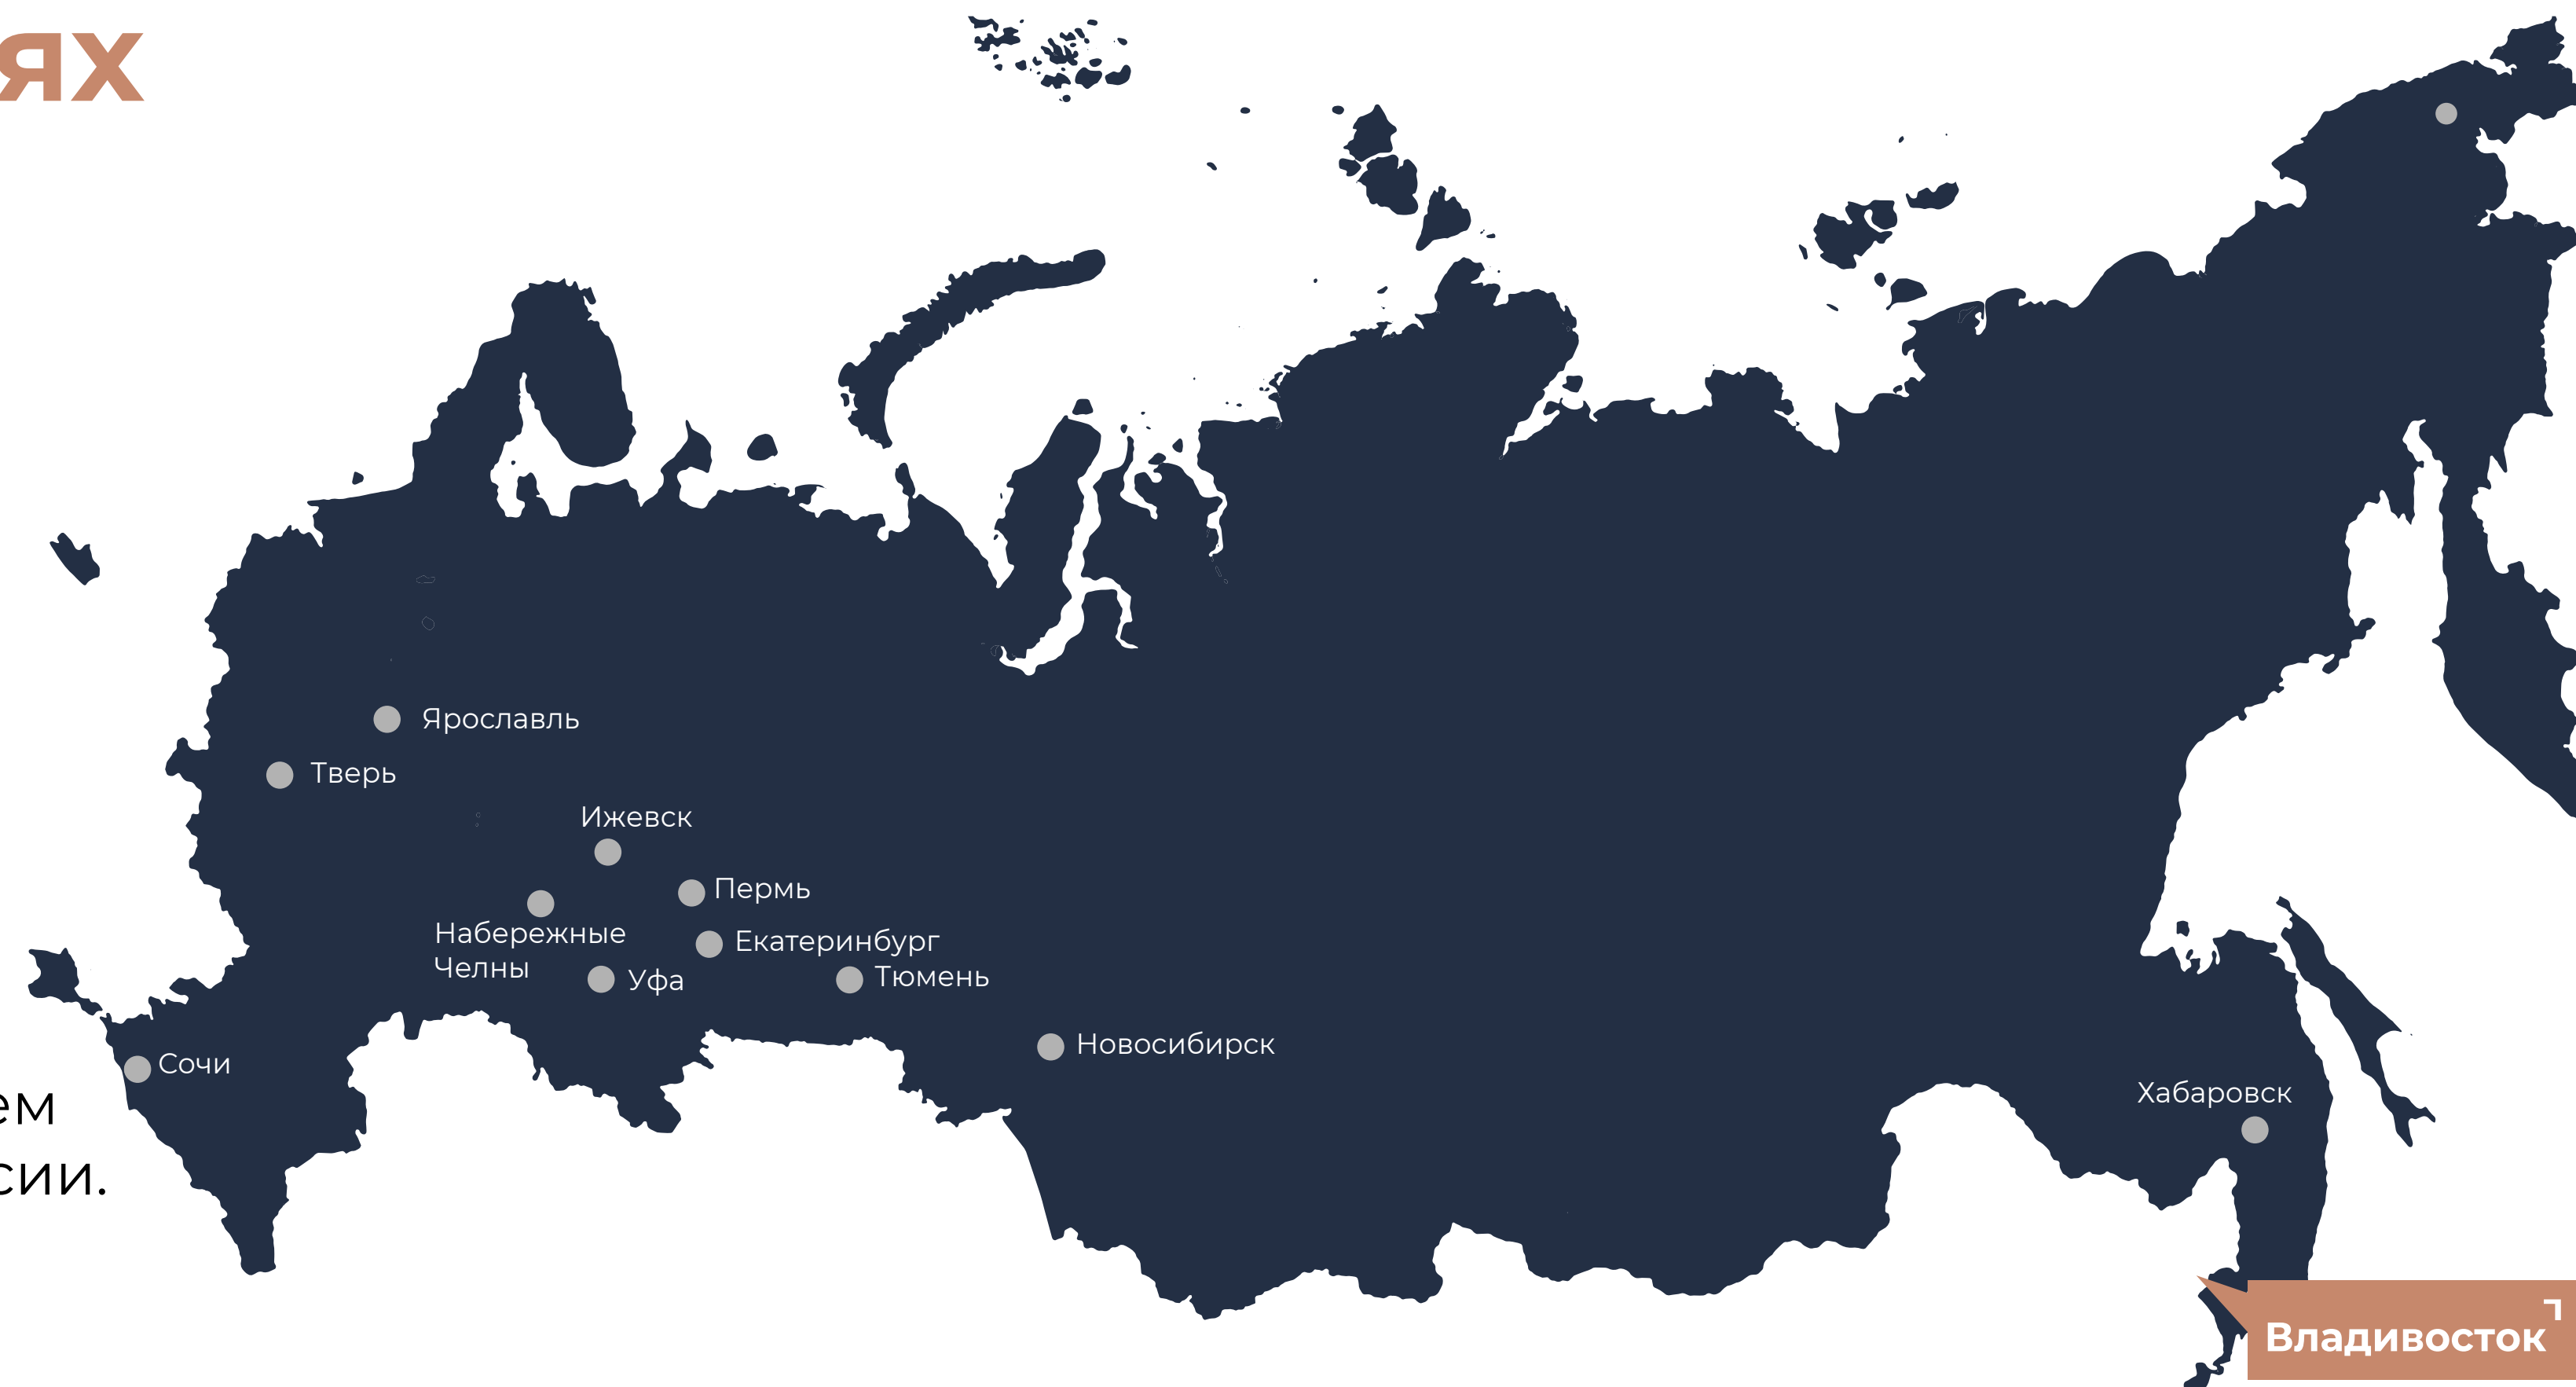 ях
Ярославль
Тверь
Ижевск
Пермь
Набережные
Челны
Екатеринбург
Уфа
Тюмень
Новосибирск
Сочи
ем
сии.
Хабаровск
Владивосток